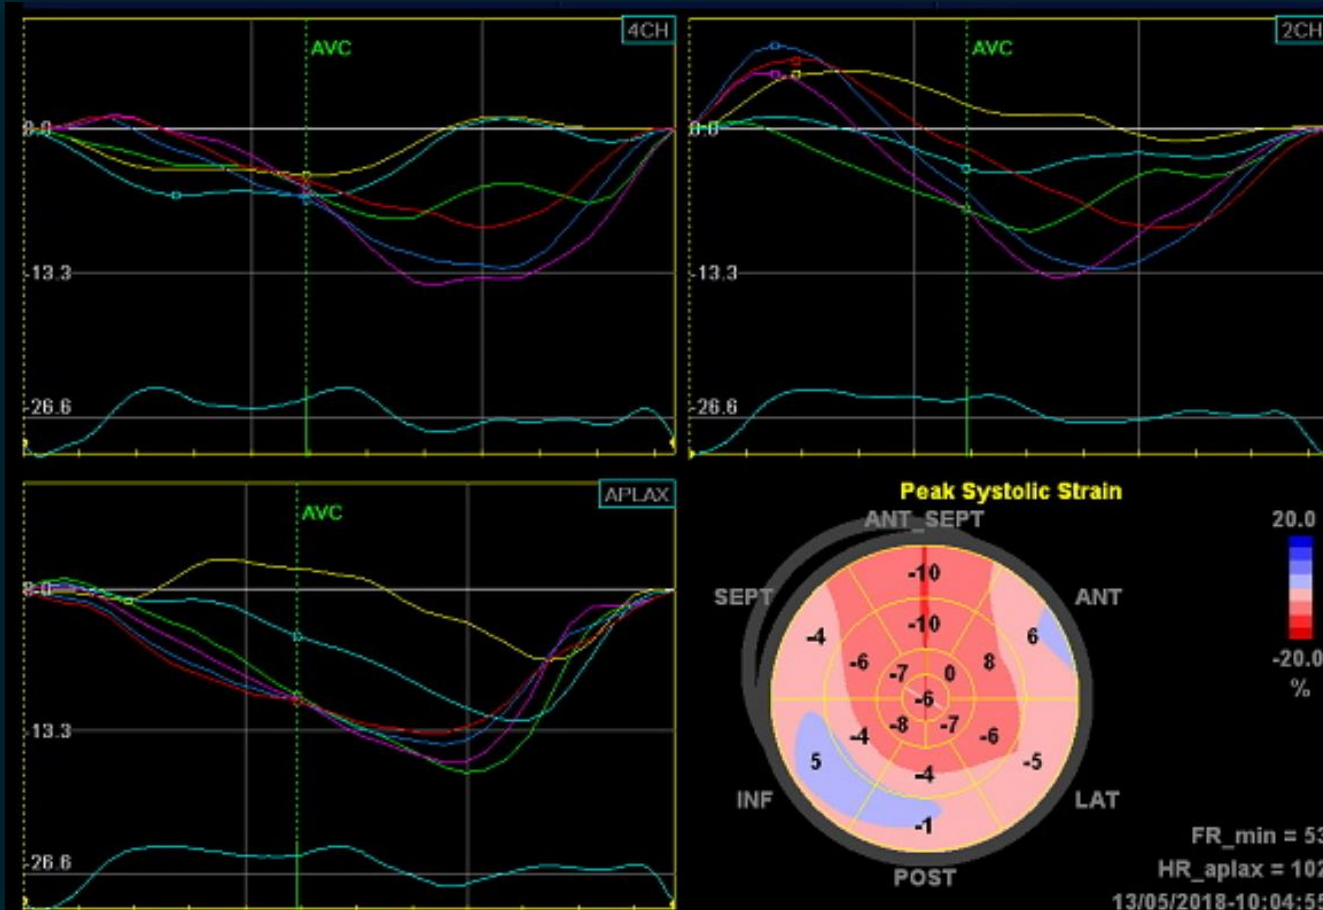 4CH
AVC
0.0
-13.3
-26.6
2CH
AVC
0.0
-13.3
-26.6
APLAX
AVC
0.0
-13.3
-26.6
Peak Systolic Strain
ANT_SEPT
20.0
SEPT
ANT
-20.0
%
-10
-10
-4
6
-6
8
-7
0
-6
-8
-7
-4
-6
5
-5
-4
-1
INF
LAT
POST
FR_min = 53
HR_aplax = 102
13/05/2018-10:04:55